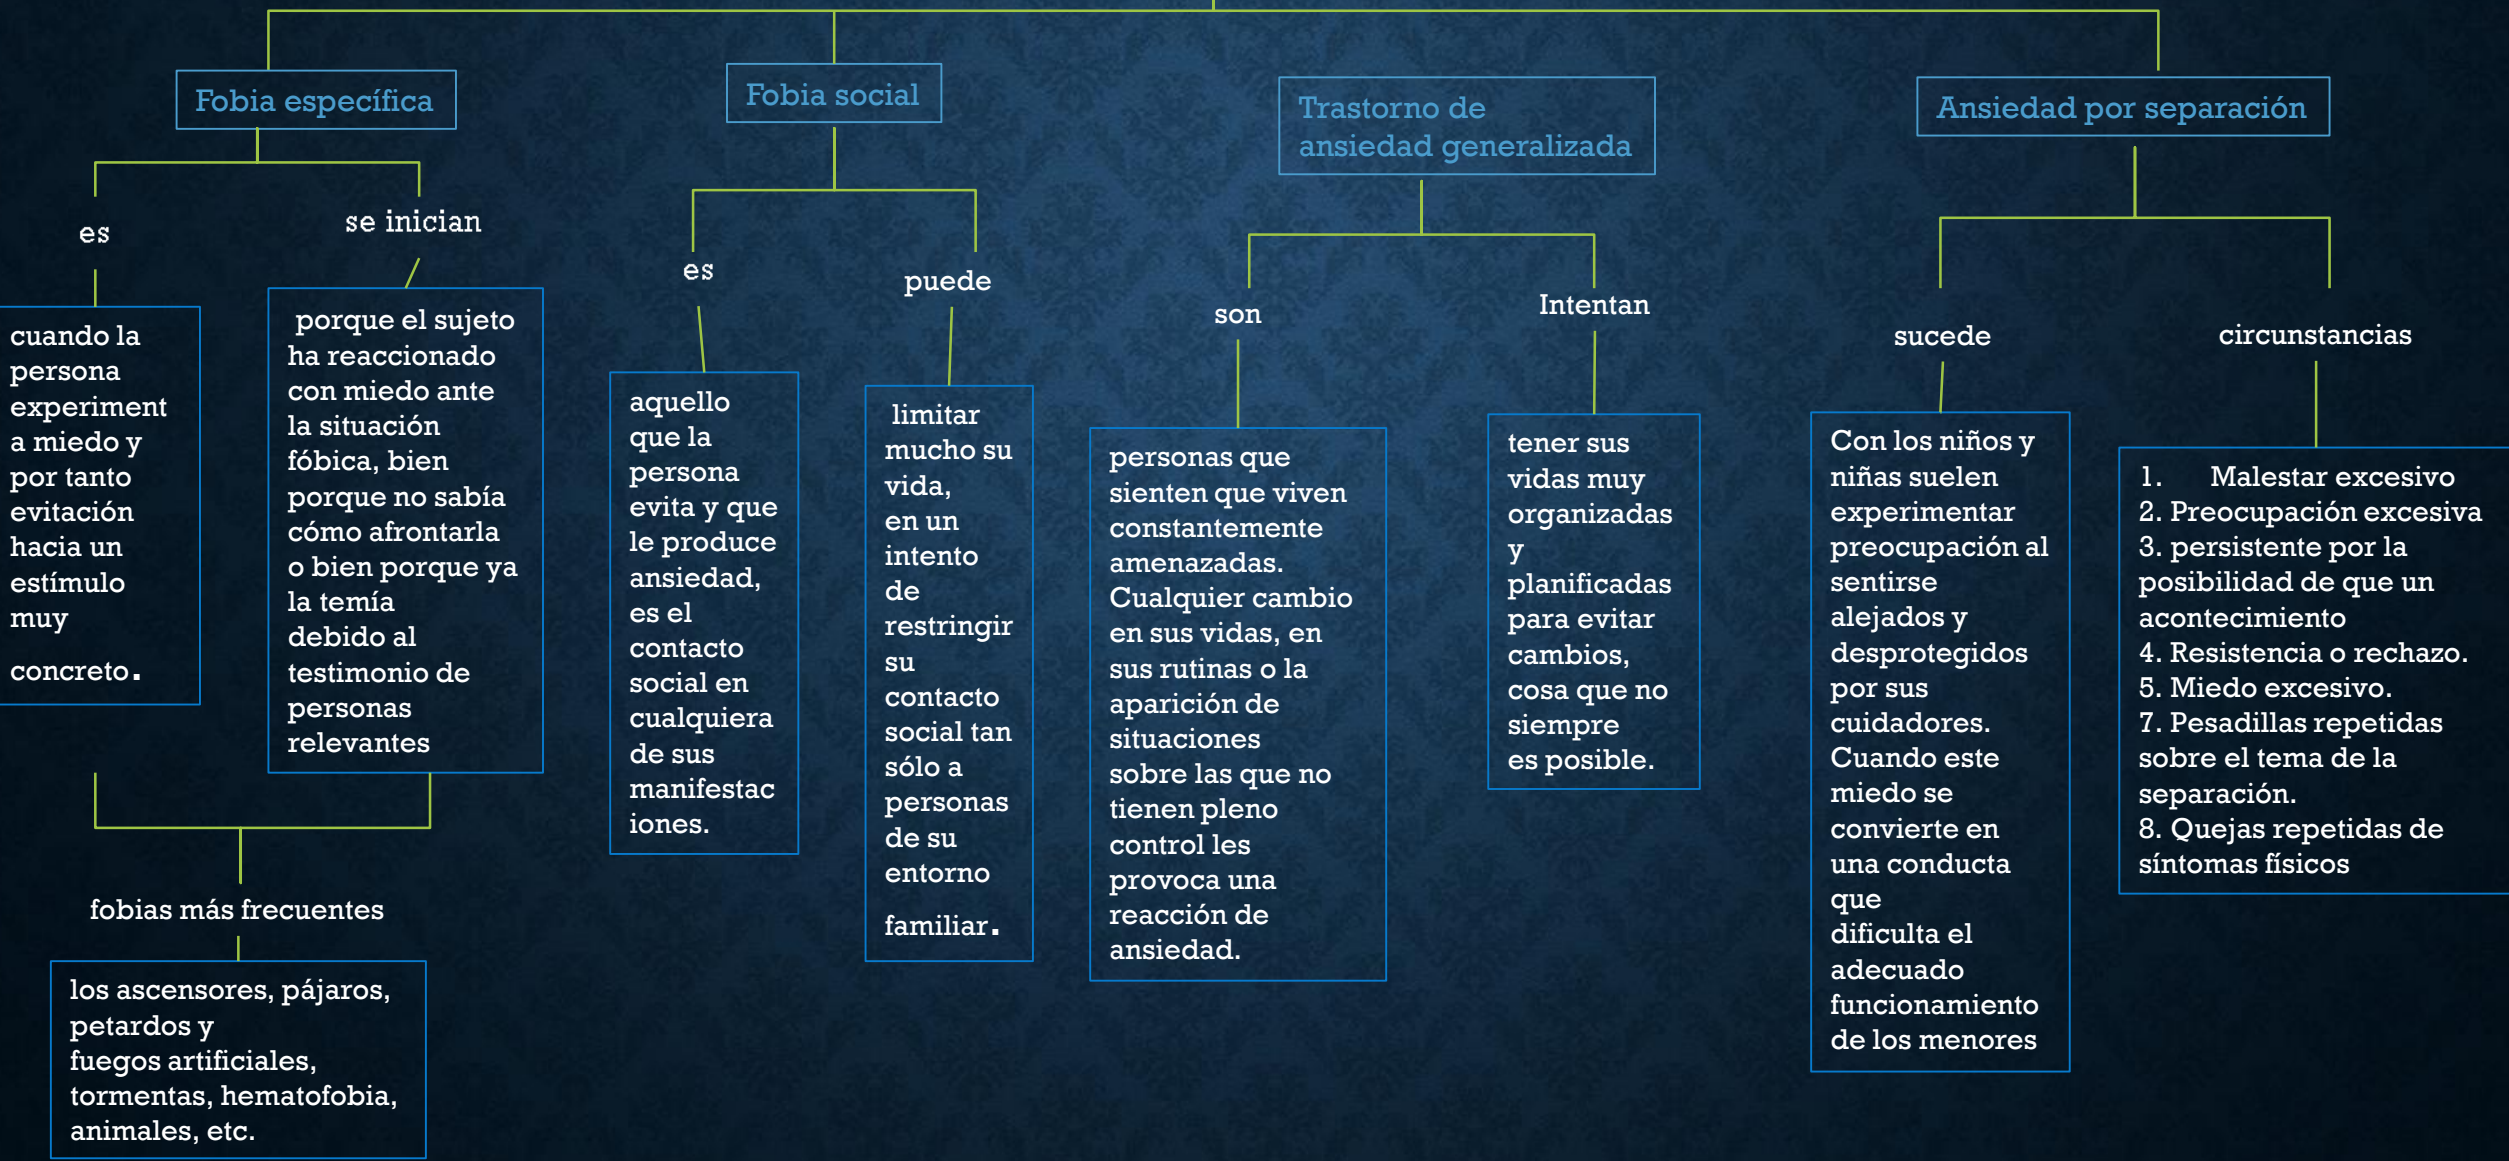 Fobia específica
Fobia social
Trastorno de
ansiedad generalizada
Ansiedad por separación
es
cuando la
persona
experiment
a miedo y
por tanto
evitación
hacia un
estímulo
muy
concreto.
se inician
porque el sujeto
ha reaccionado
con miedo ante
la situación
fóbica, bien
porque no sabía
cómo afrontarla
o bien porque ya
la temía
debido al
testimonio de
personas
relevantes
fobias más frecuentes
los ascensores, pájaros,
petardos y
fuegos artificiales,
tormentas, hematofobia,
animales, etc.
es
aquello
que la
persona
evita y que
le produce
ansiedad,
es el
contacto
social en
cualquiera
de sus
manifestac
iones.
puede
limitar
mucho su
vida,
en un
intento
de
restringir
su
contacto
social tan
sólo a
personas
de su
entorno
familiar.
son
personas que
sienten que viven
constantemente
amenazadas.
Cualquier cambio
en sus vidas, en
sus rutinas o la
aparición de
situaciones
sobre las que no
tienen pleno
control les
provoca una
reacción de
ansiedad.
Intentan
tener sus
vidas muy
organizadas
y
planificadas
para evitar
cambios,
cosa que no
siempre
es posible.
sucede
Con los niños y
niñas suelen
experimentar
preocupación al
sentirse
alejados y
desprotegidos
por sus
cuidadores.
Cuando este
miedo se
convierte en
una conducta
que
dificulta el
adecuado
funcionamiento
de los menores
circunstancias
1. Malestar excesivo
2. Preocupación excesiva
3. persistente por la
posibilidad de que un
acontecimiento
4. Resistencia o rechazo.
5. Miedo excesivo.
7. Pesadillas repetidas
sobre el tema de la
separación.
8. Quejas repetidas de
síntomas físicos